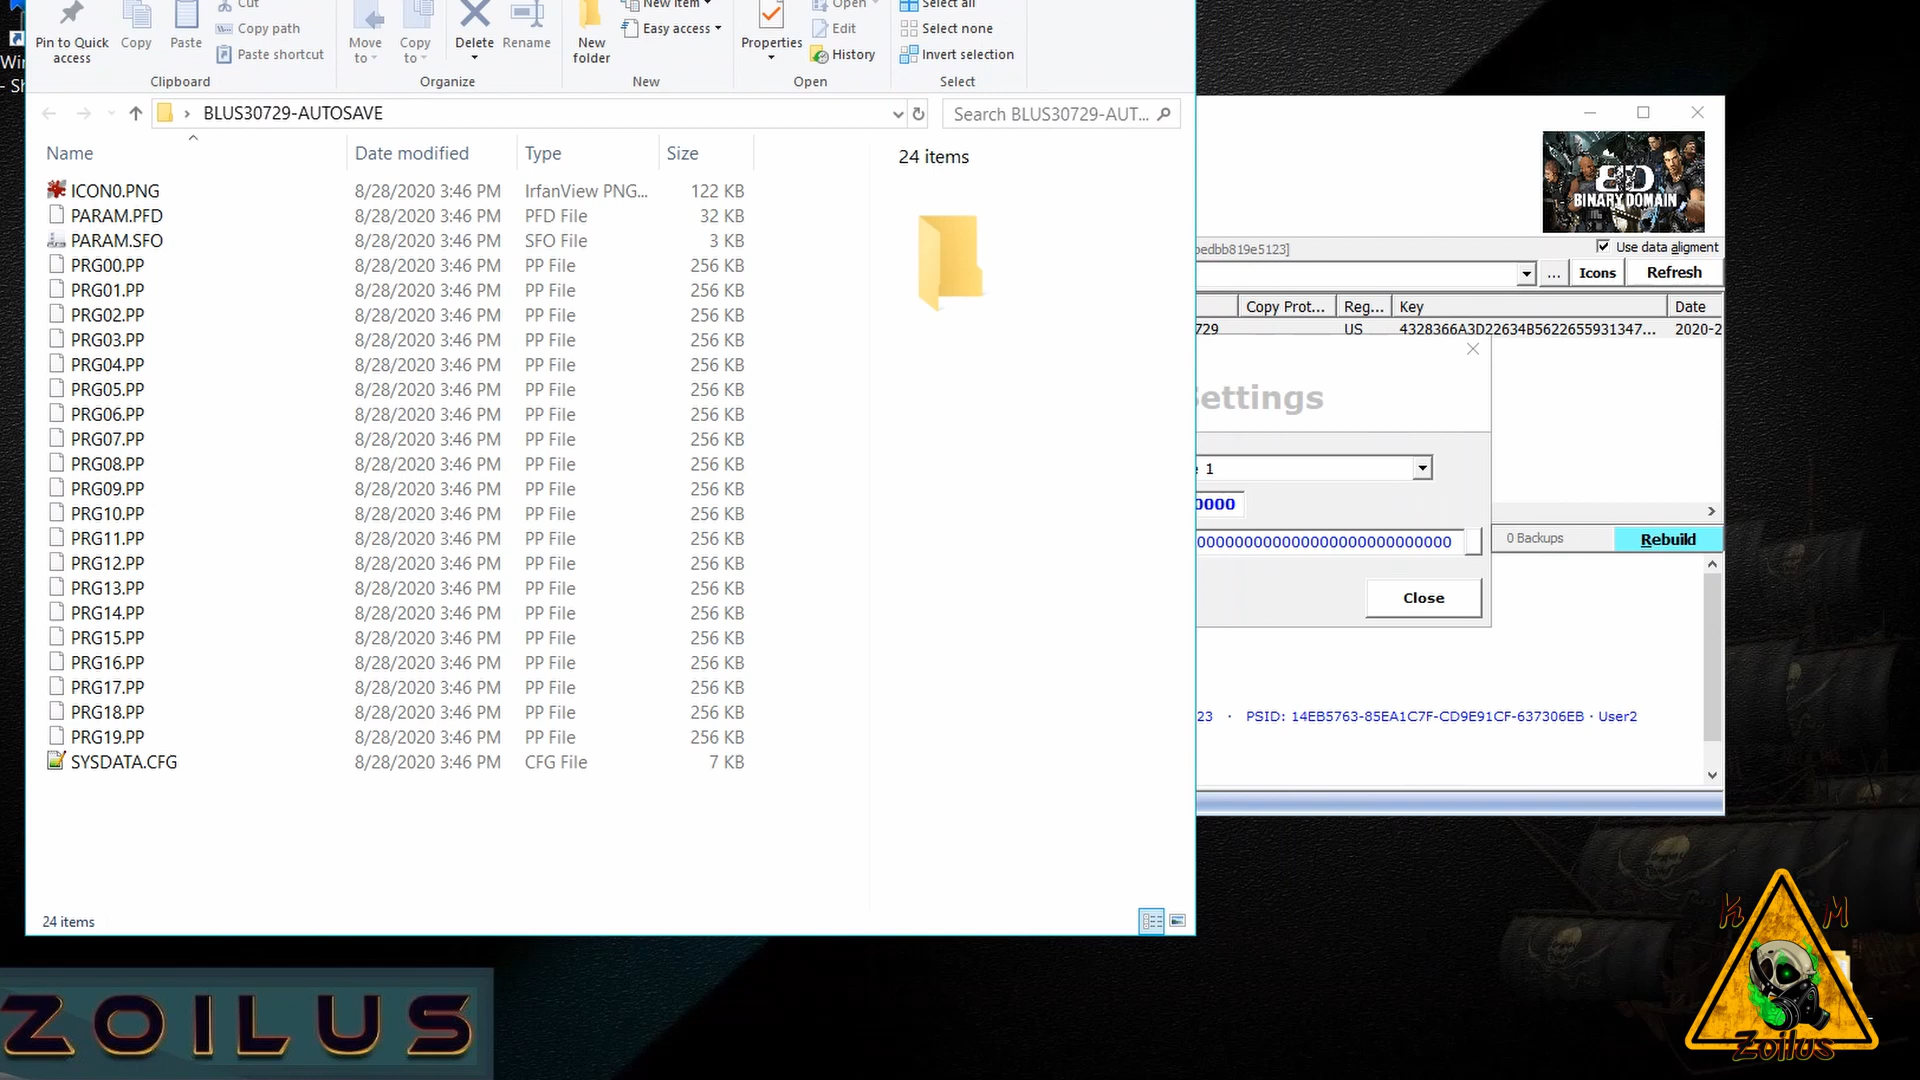 Cut
New item
Open
Select all
Copy path
Easy access
Edit
Select none
Pin to Quick access
Copy
Paste
Paste shortcut
Move to
Copy to
Delete
Rename
New folder
Properties
History
Invert selection
Clipboard
Organize
New
Open
Select
BLUS30729-AUTOSAVE
Search BLUS30729-AUT...
Name
Date modified
Type
Size
24 items
ICON0.PNG 8/28/2020 3:46 PM IrfanView PNG... 122 KB
PARAM.PFD 8/28/2020 3:46 PM PFD File 32 KB
PARAM.SFO 8/28/2020 3:46 PM SFO File 3 KB
PRG00.PP 8/28/2020 3:46 PM PP File 256 KB
PRG01.PP 8/28/2020 3:46 PM PP File 256 KB
PRG02.PP 8/28/2020 3:46 PM PP File 256 KB
PRG03.PP 8/28/2020 3:46 PM PP File 256 KB
PRG04.PP 8/28/2020 3:46 PM PP File 256 KB
PRG05.PP 8/28/2020 3:46 PM PP File 256 KB
PRG06.PP 8/28/2020 3:46 PM PP File 256 KB
PRG07.PP 8/28/2020 3:46 PM PP File 256 KB
PRG08.PP 8/28/2020 3:46 PM PP File 256 KB
PRG09.PP 8/28/2020 3:46 PM PP File 256 KB
PRG10.PP 8/28/2020 3:46 PM PP File 256 KB
PRG11.PP 8/28/2020 3:46 PM PP File 256 KB
PRG12.PP 8/28/2020 3:46 PM PP File 256 KB
PRG13.PP 8/28/2020 3:46 PM PP File 256 KB
PRG14.PP 8/28/2020 3:46 PM PP File 256 KB
PRG15.PP 8/28/2020 3:46 PM PP File 256 KB
PRG16.PP 8/28/2020 3:46 PM PP File 256 KB
PRG17.PP 8/28/2020 3:46 PM PP File 256 KB
PRG18.PP 8/28/2020 3:46 PM PP File 256 KB
PRG19.PP 8/28/2020 3:46 PM PP File 256 KB
SYSDATA.CFG 8/28/2020 3:46 PM CFG File 7 KB
24 items
BINARY DOMAIN
edbb819e5123]
Use data aligment
...
Icons
Refresh
Copy Prot... Reg... Key Date
729 US 4328366A3D22634B5622655931347... 2020-2
ettings
1
0000
0000000000000000000000000
0 Backups
Rebuild
Close
23 · PSID: 14EB5763-85EA1C7F-CD9E91CF-637306EB · User2
ZOILUS
Zoilus